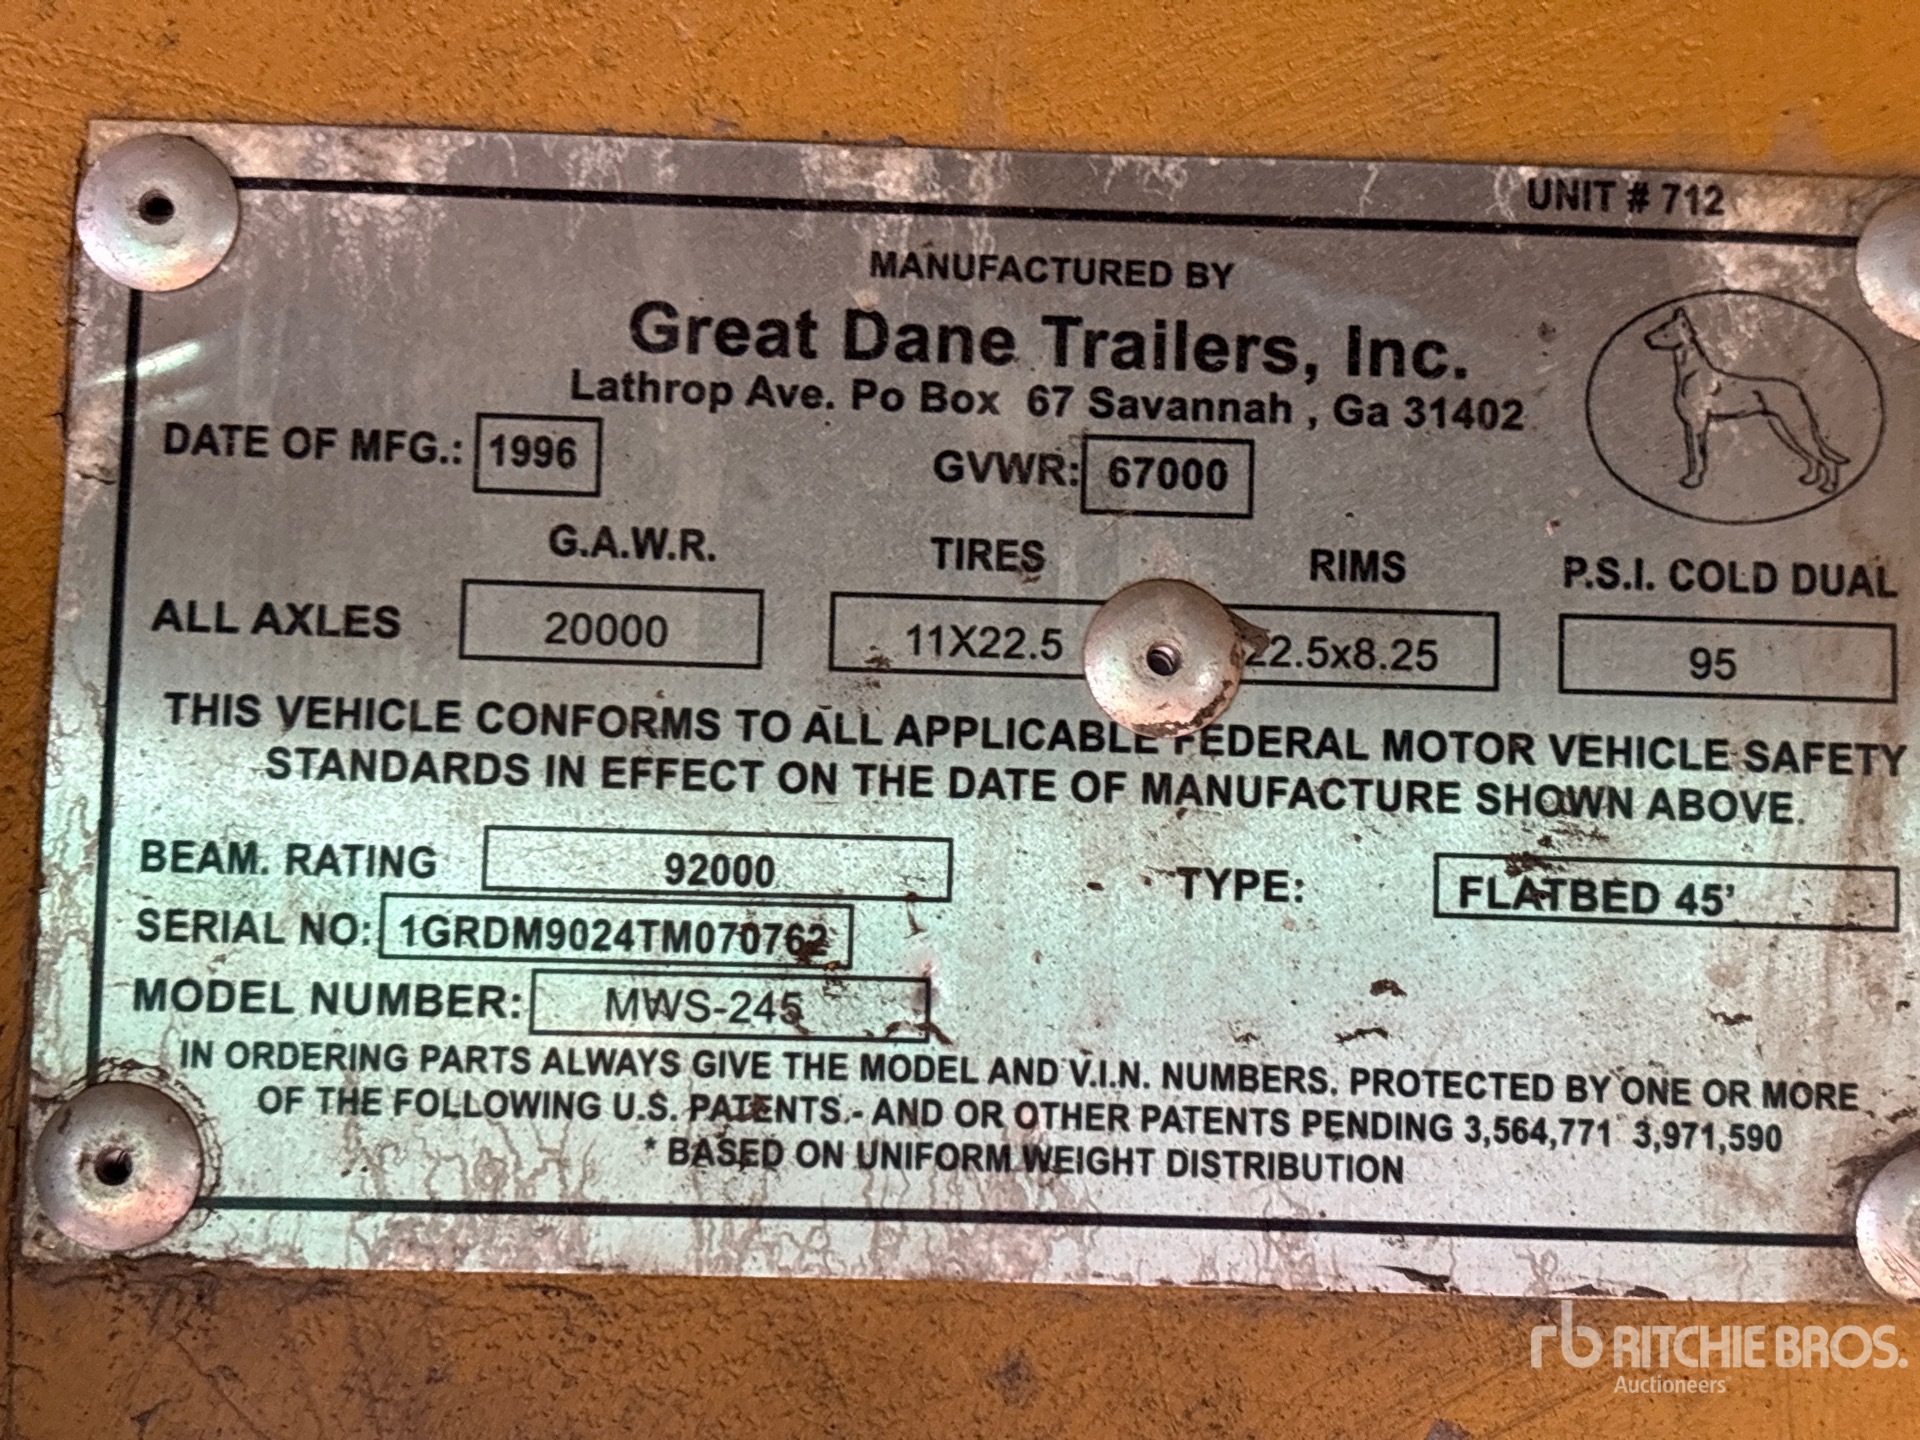 UNIT # 712
MANUFACTURED BY
Great Dane Trailers, Inc.
Lathrop Ave. Po Box 67 Savannah , Ga 31402
DATE OF MFG.: 1996 GVWR: 67000
G.A.W.R. TIRES RIMS P.S.I. COLD DUAL
ALL AXLES 20000 11X22.5 22.5x8.25 95
THIS VEHICLE CONFORMS TO ALL APPLICABLE FEDERAL MOTOR VEHICLE SAFETY
STANDARDS IN EFFECT ON THE DATE OF MANUFACTURE SHOWN ABOVE.
BEAM. RATING 92000 TYPE: FLATBED 45'
SERIAL NO: 1GRDM9024TM070762
MODEL NUMBER: MWS-245
IN ORDERING PARTS ALWAYS GIVE THE MODEL AND V.I.N. NUMBERS. PROTECTED BY ONE OR MORE
OF THE FOLLOWING U.S. PATENTS.- AND OR OTHER PATENTS PENDING 3,564,771 3,971,590
* BASED ON UNIFORM WEIGHT DISTRIBUTION
rb RITCHIE BROS.
Auctioneers